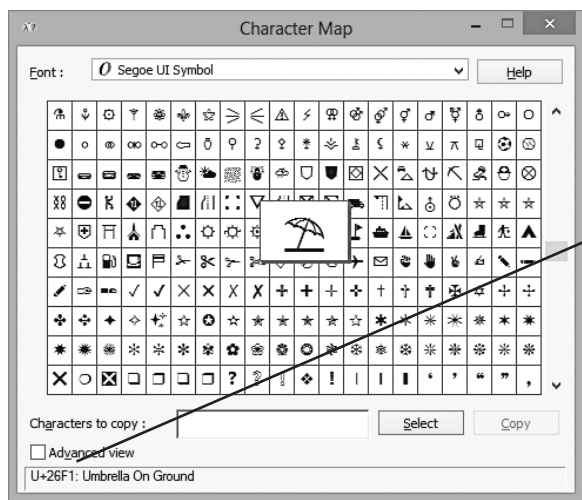 Character Map
Font : O Segoe UI Symbol Help
Characters to copy : Select Copy
Advanced view
U+26F1: Umbrella On Ground